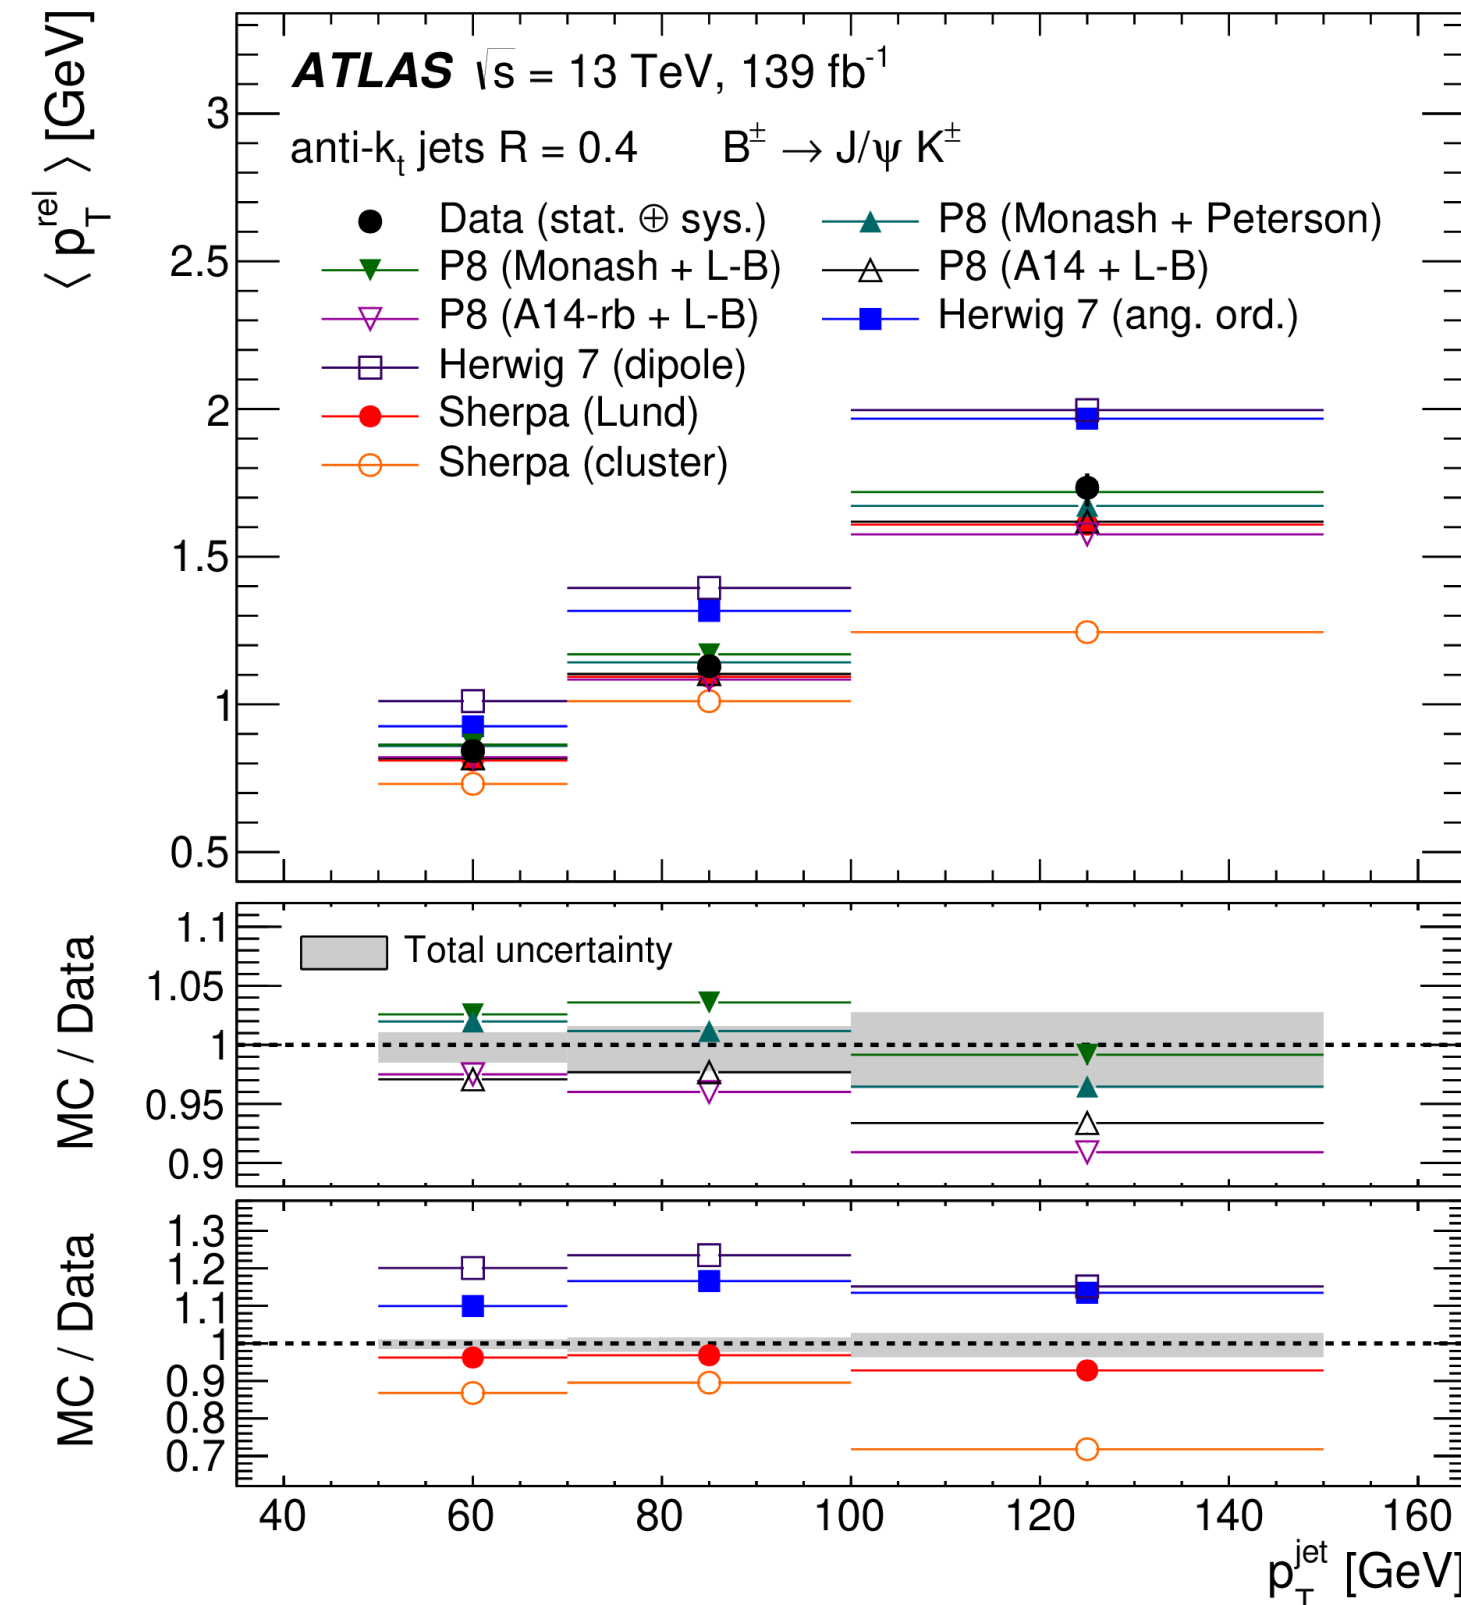 ⟨ p_T^rel ⟩ [GeV]
ATLAS √s = 13 TeV, 139 fb⁻¹
anti-k_t jets R = 0.4 B^± → J/ψ K^±
Data (stat. ⊕ sys.) P8 (Monash + Peterson)
P8 (Monash + L-B) P8 (A14 + L-B)
P8 (A14-rb + L-B) Herwig 7 (ang. ord.)
Herwig 7 (dipole)
Sherpa (Lund)
Sherpa (cluster)
3
2.5
2
1.5
1
0.5
MC / Data
Total uncertainty
1.1
1.05
1
0.95
0.9
MC / Data
1.3
1.2
1.1
1
0.9
0.8
0.7
40 60 80 100 120 140 160
p_T^jet [GeV]